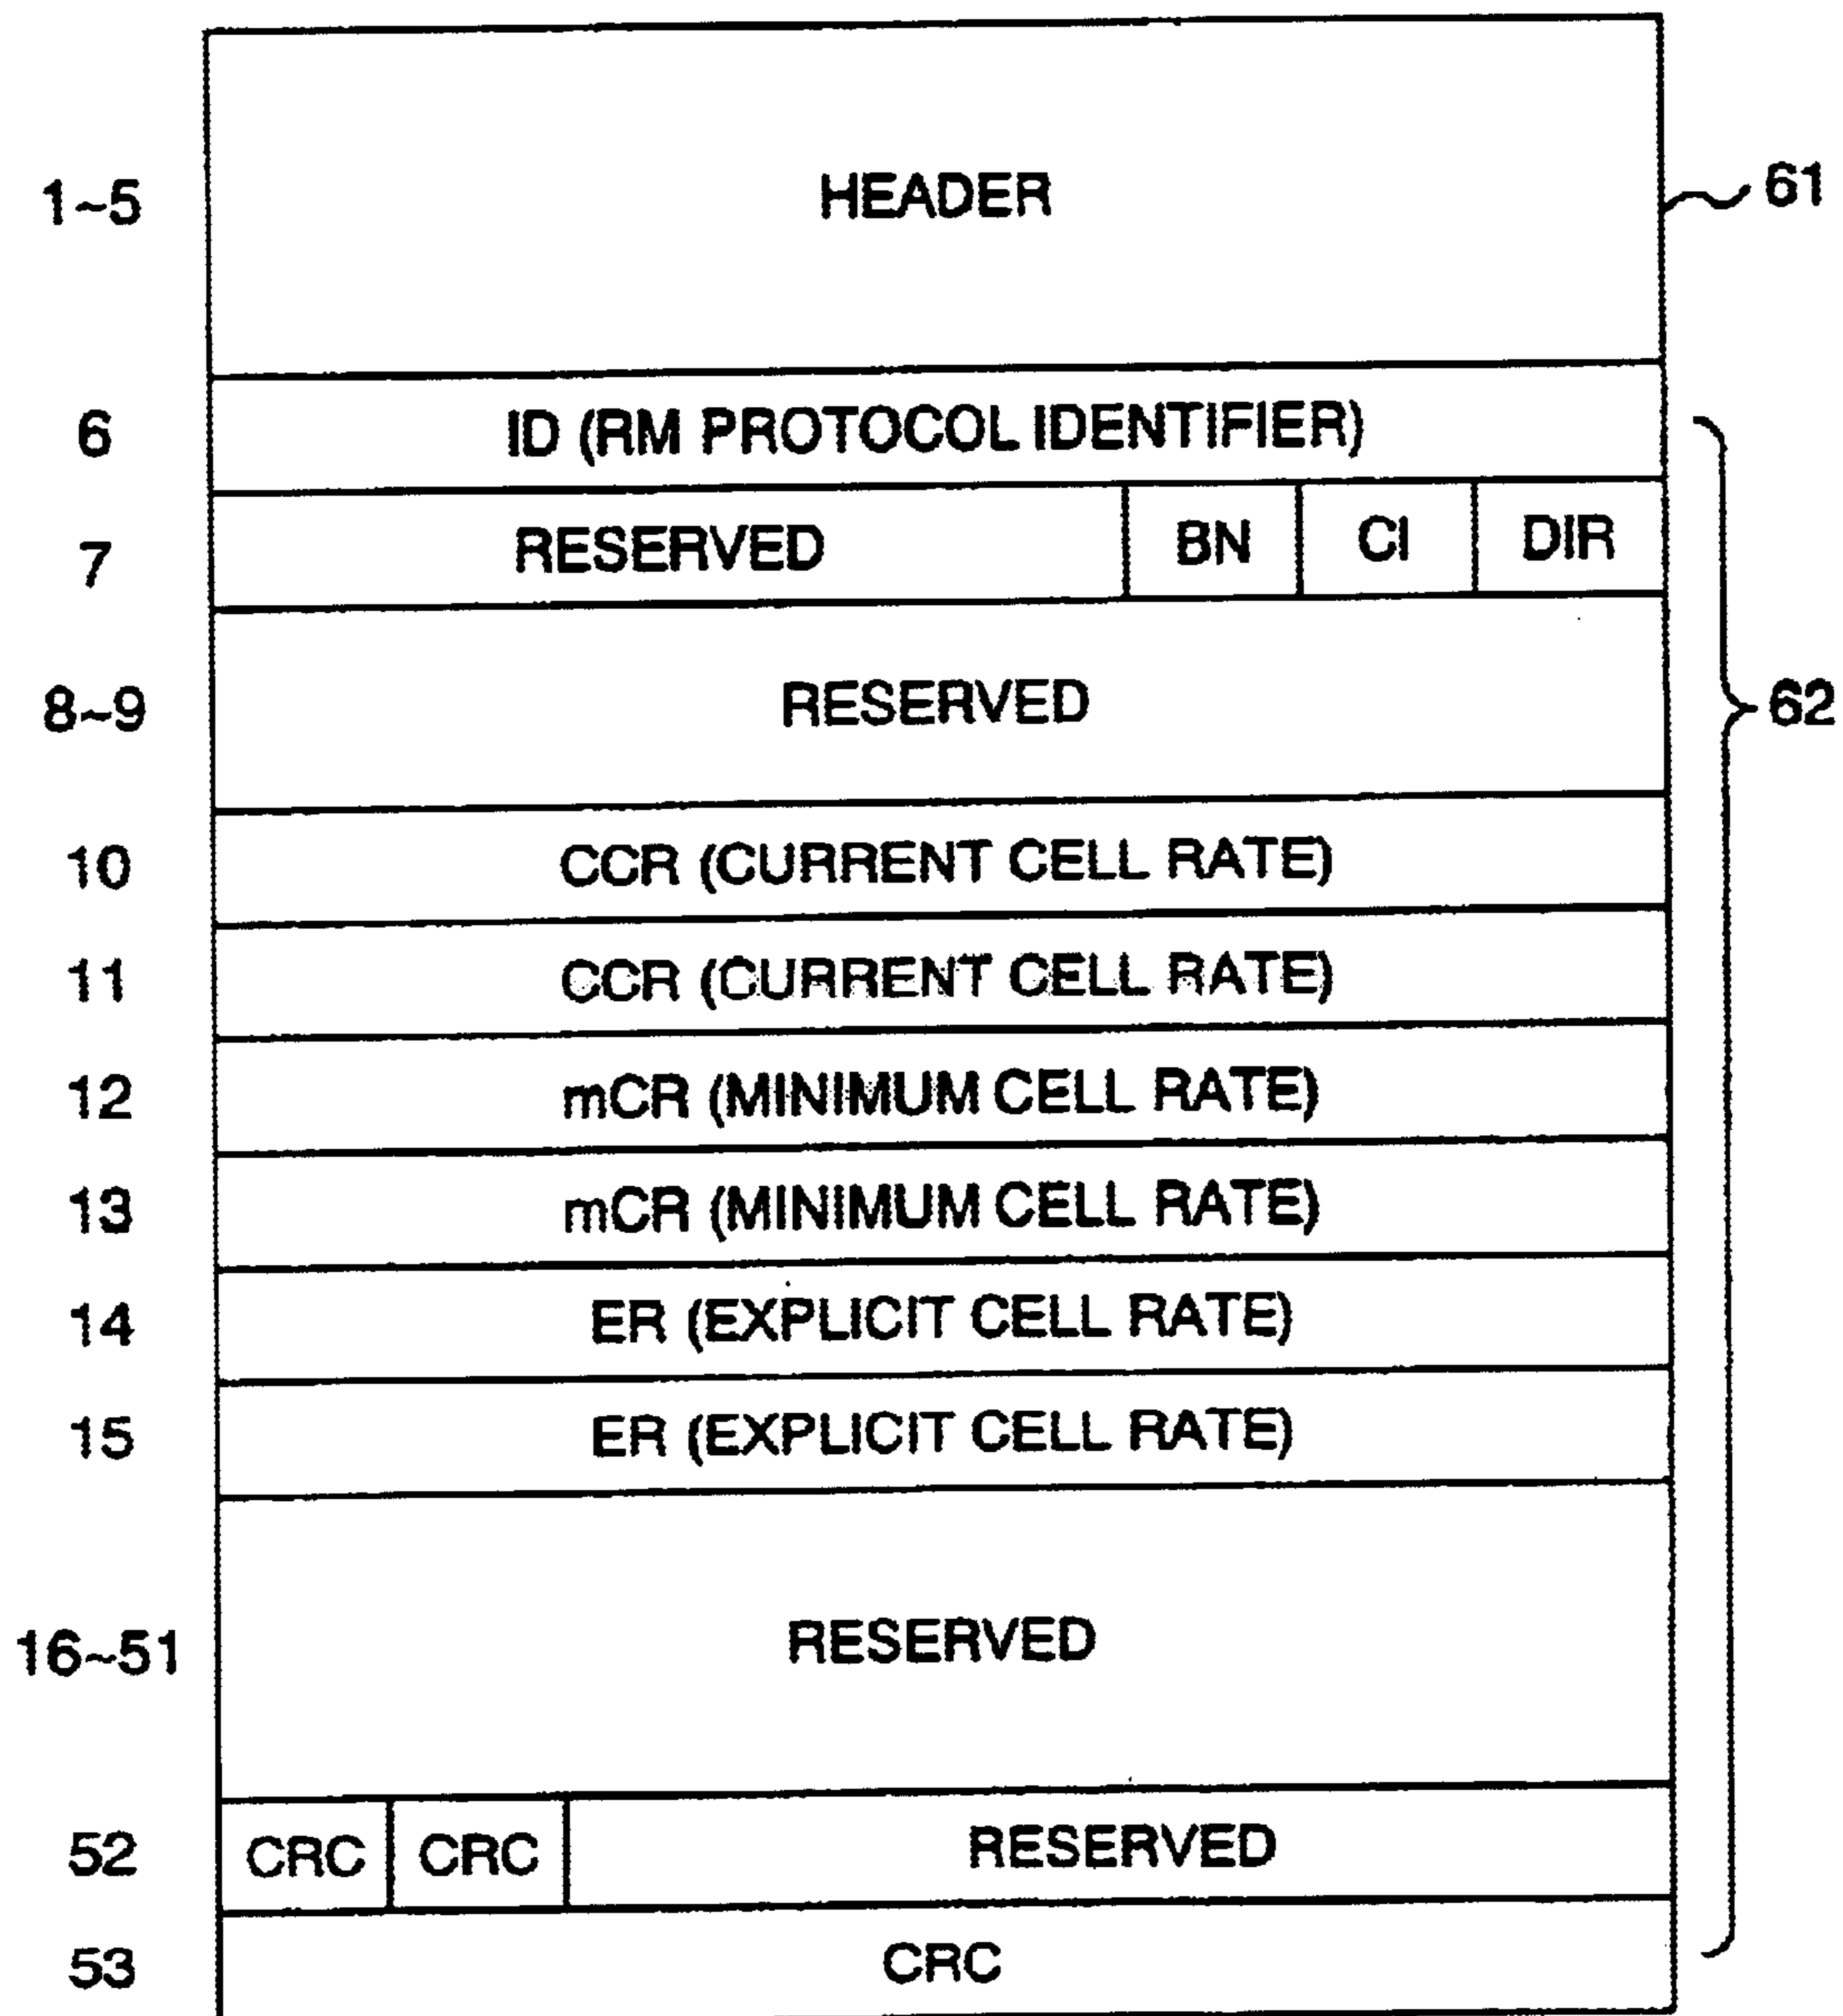 1~5 HEADER 61
6 ID (RM PROTOCOL IDENTIFIER)
7 RESERVED BN CI DIR
8~9 RESERVED 62
10 CCR (CURRENT CELL RATE)
11 CCR (CURRENT CELL RATE)
12 mCR (MINIMUM CELL RATE)
13 mCR (MINIMUM CELL RATE)
14 ER (EXPLICIT CELL RATE)
15 ER (EXPLICIT CELL RATE)
16~51 RESERVED
52 CRC CRC RESERVED
53 CRC